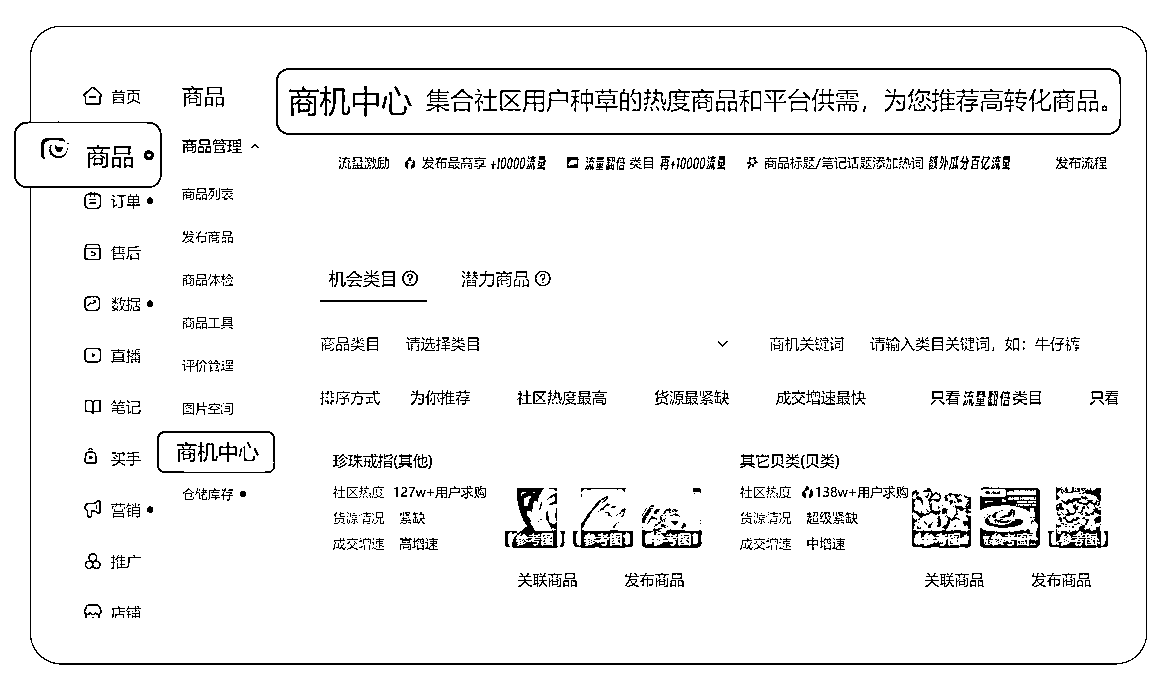 首页
商品
订单
售后
数据
直播
笔记
买手
营销
推广
店铺
商品
商品管理
商品列表
发布商品
商品体检
商品工具
评价管理
图片空间
商机中心
仓储库存
商机中心 集合社区用户种草的热度商品和平台供需，为您推荐高转化商品。
流量激励 发布最高享+10000流量 流量翻倍 类目 再+10000流量 商品标题/笔记话题添加热词 额外瓜分百亿流量 发布流程
机会类目 潜力商品
商品类目 请选择类目 商机关键词 请输入类目关键词，如：牛仔裤
排序方式 为你推荐 社区热度最高 货源最紧缺 成交增速最快 只看流量翻倍类目 只看
珍珠戒指(其他)
社区热度 127w+用户求购
货源情况 紧缺
成交增速 高增速
参考图 参考图 参考图
关联商品 发布商品
其它贝类(贝类)
社区热度 138w+用户求购
货源情况 超级紧缺
成交增速 中增速
参考图 参考图 参考图
关联商品 发布商品